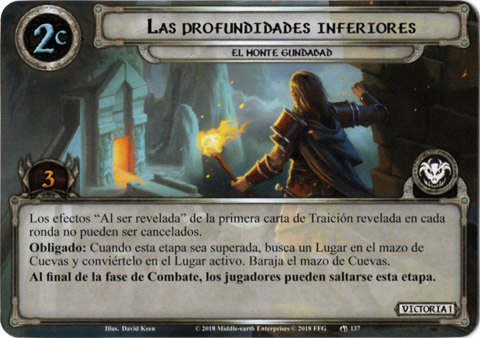 2C
Las profundidades inferiores
El Monte Gundabad
3
Los efectos “Al ser revelada” de la primera carta de Traición revelada en cada
ronda no pueden ser cancelados.
Obligado: Cuando esta etapa sea superada, busca un Lugar en el mazo de
Cuevas y conviértelo en el Lugar activo. Baraja el mazo de Cuevas.
Al final de la fase de Combate, los jugadores pueden saltarse esta etapa.
Victoria 1
Illus. David Keen
© 2018 Middle-earth Enterprises © 2018 FFG
137